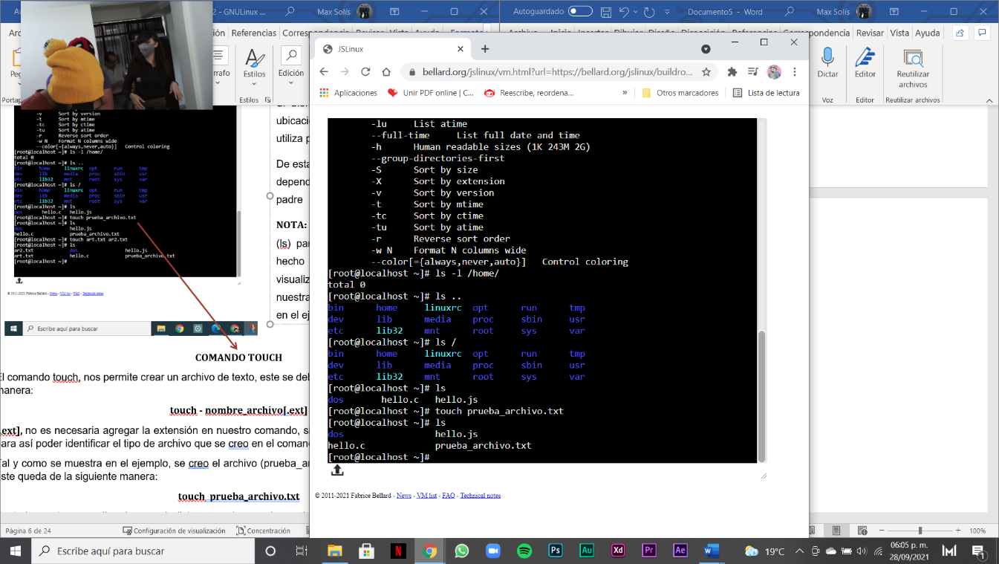 2 - GNULinux ...
Max Solís
Autoguardado
Documento5 - Word
Max Solís
Referencias
Correspondencia
Revisar
Vista
Ayuda
Formato
Revisar
Vista
Ayuda
Estilos
Edición
Estilos
Dictar
Editor
Reutilizar
archivos
Voz
Editor
Reutilizar archivos
JSLinux
bellard.org/jslinux/vm.html?url=https://bellard.org/jslinux/buildro...
Aplicaciones
Unir PDF online | C...
Reescribe, reordena...
»
Otros marcadores
Lista de lectura
-v Sort by version
-t Sort by mtime
-tc Sort by ctime
-tu Sort by atime
-r Reverse sort order
-w N Format N columns wide
--color[={always,never,auto}] Control coloring
[root@localhost ~]# ls -l /home/
total 0
[root@localhost ~]# ls ..
bin home linuxrc opt run tmp
dev lib media proc sbin usr
etc lib32 mnt root sys var
[root@localhost ~]# ls /
bin home linuxrc opt run tmp
dev lib media proc sbin usr
etc lib32 mnt root sys var
[root@localhost ~]# ls
dos hello.c hello.js
[root@localhost ~]# touch prueba_archivo.txt
[root@localhost ~]# ls
dos hello.js
hello.c prueba_archivo.txt
[root@localhost ~]# touch art.txt ar2.txt
[root@localhost ~]# ls
ar2.txt dos hello.js
art.txt hello.c prueba_archivo.txt
[root@localhost ~]#
© 2011-2021 Fabrice Bellard - News - VM list - FAQ - Technical notes
Escribe aquí para buscar
ubicaci
utiliza p
De esta
depend
padre
NOTA:
(ls) par
hecho
visualiz
nuestra
en el ej
COMANDO TOUCH
El comando touch, nos permite crear un archivo de texto, este se del
manera:
touch - nombre_archivo[.ext]
.ext], no es necesaria agregar la extensión en nuestro comando, s
para así poder identificar el tipo de archivo que se creo en el coman
Tal y como se muestra en el ejemplo, se creo el archivo (prueba_ar
este queda de la siguiente manera:
touch prueba_archivo.txt
-lu List atime
--full-time List full date and time
-h Human readable sizes (1K 243M 2G)
--group-directories-first
-S Sort by size
-X Sort by extension
-v Sort by version
-t Sort by mtime
-tc Sort by ctime
-tu Sort by atime
-r Reverse sort order
-w N Format N columns wide
--color[={always,never,auto}] Control coloring
[root@localhost ~]# ls -l /home/
total 0
[root@localhost ~]# ls ..
bin home linuxrc opt run tmp
dev lib media proc sbin usr
etc lib32 mnt root sys var
[root@localhost ~]# ls /
bin home linuxrc opt run tmp
dev lib media proc sbin usr
etc lib32 mnt root sys var
[root@localhost ~]# ls
dos hello.c hello.js
[root@localhost ~]# touch prueba_archivo.txt
[root@localhost ~]# ls
dos hello.js
hello.c prueba_archivo.txt
[root@localhost ~]#
© 2011-2021 Fabrice Bellard - News - VM list - FAQ - Technical notes
Página 6 de 24
Configuración de visualización
Concentración
100%
Escribe aquí para buscar
N
Ps
Au
Xd
Pr
Ae
19°C
06:05 p. m.
28/09/2021
1